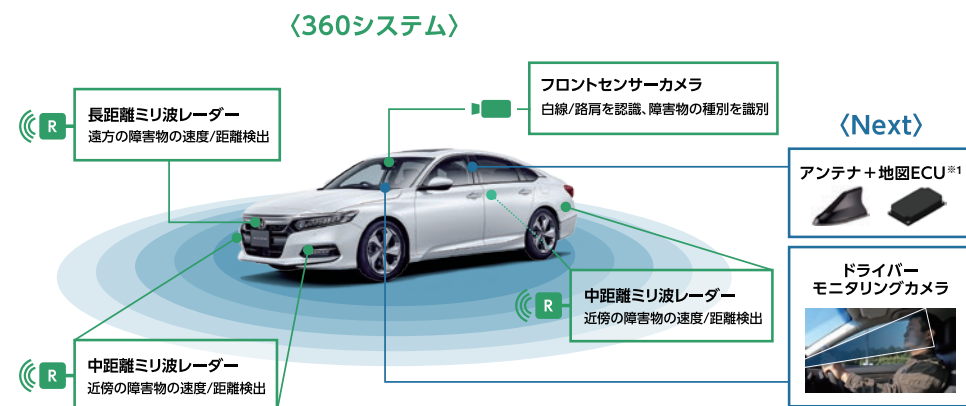 〈360システム〉
フロントセンサーカメラ
白線/路肩を認識、障害物の種別を識別
R
長距離ミリ波レーダー
遠方の障害物の速度/距離検出
〈Next〉
アンテナ＋地図ECU※1
ドライバー
モニタリングカメラ
R
中距離ミリ波レーダー
近傍の障害物の速度/距離検出
R
中距離ミリ波レーダー
近傍の障害物の速度/距離検出